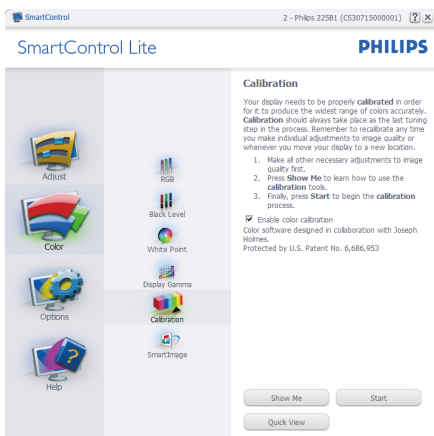 SmartControl
2 - Philips 225B1 (CS30715000001)
SmartControl Lite
PHILIPS
Adjust
Color
Options
Help
RGB
Black Level
White Point
Display Gamma
Calibration
SmartImage
Calibration
Your display needs to be properly calibrated in order
for it to produce the widest range of colors accurately.
Calibration should always take place as the last tuning
step in the process. Remember to recalibrate any time
you make individual adjustments to image quality or
whenever you move your display to a new location.
1. Make all other necessary adjustments to image
quality first.
2. Press Show Me to learn how to use the
calibration tools.
3. Finally, press Start to begin the calibration
process.
Enable color calibration
Color software designed in collaboration with Joseph
Holmes.
Protected by U.S. Patent No. 6,686,953
Show Me
Start
Quick View